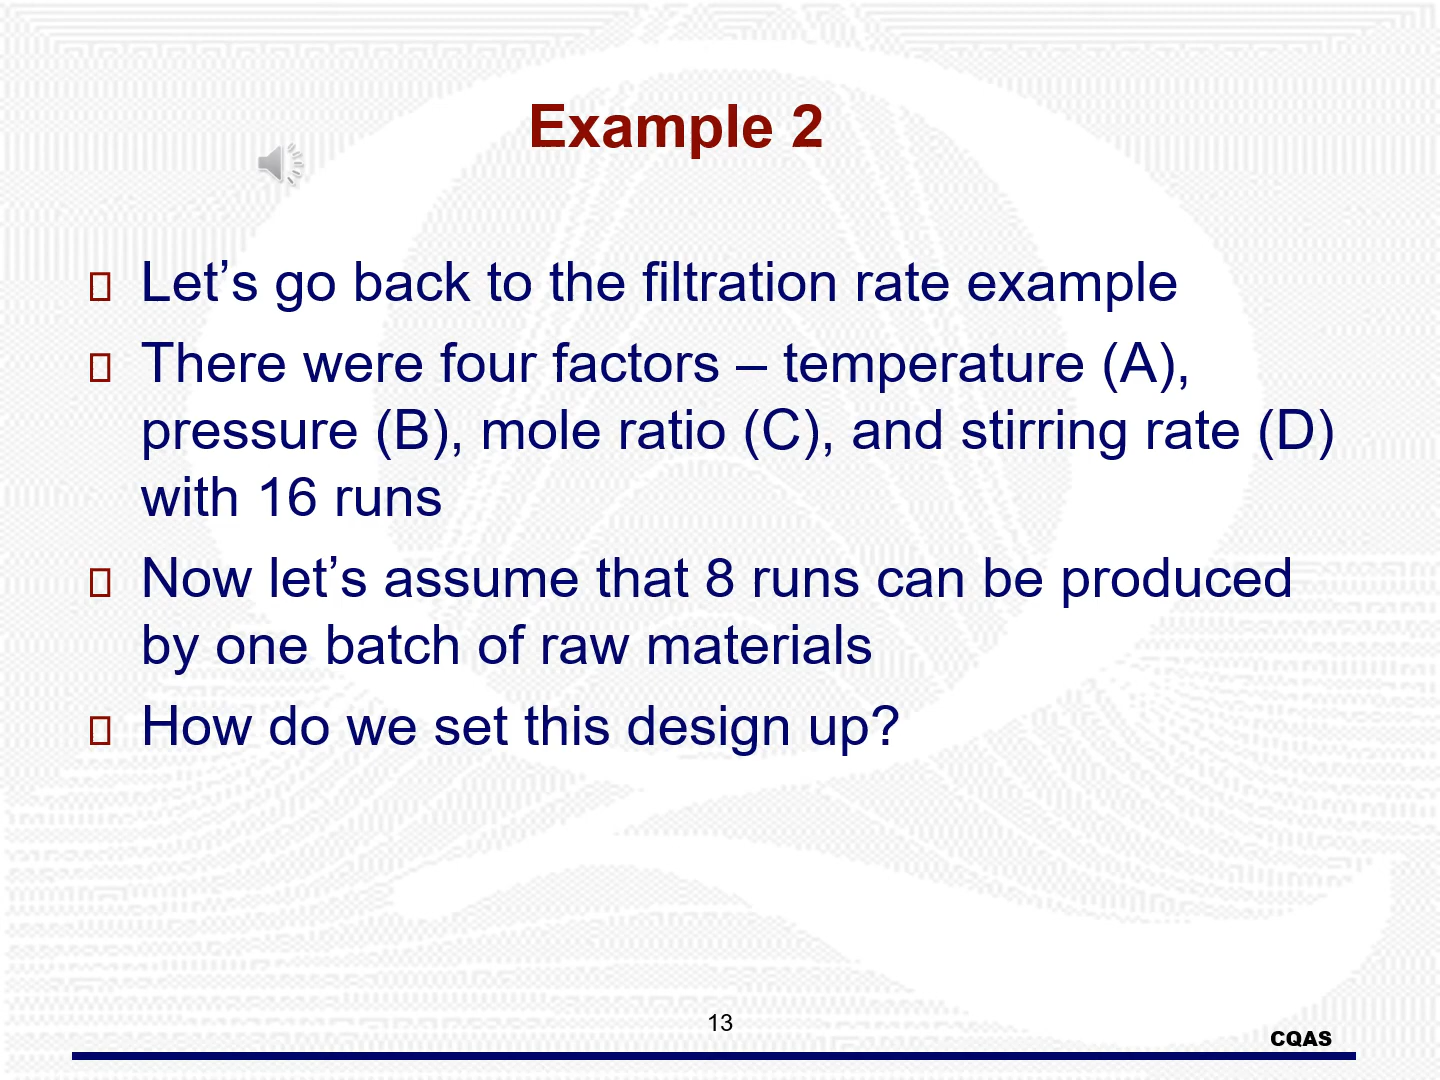 Example 2
Let’s go back to the filtration rate example
There were four factors – temperature (A),
pressure (B), mole ratio (C), and stirring rate (D)
with 16 runs
Now let’s assume that 8 runs can be produced
by one batch of raw materials
How do we set this design up?
13
CQAS